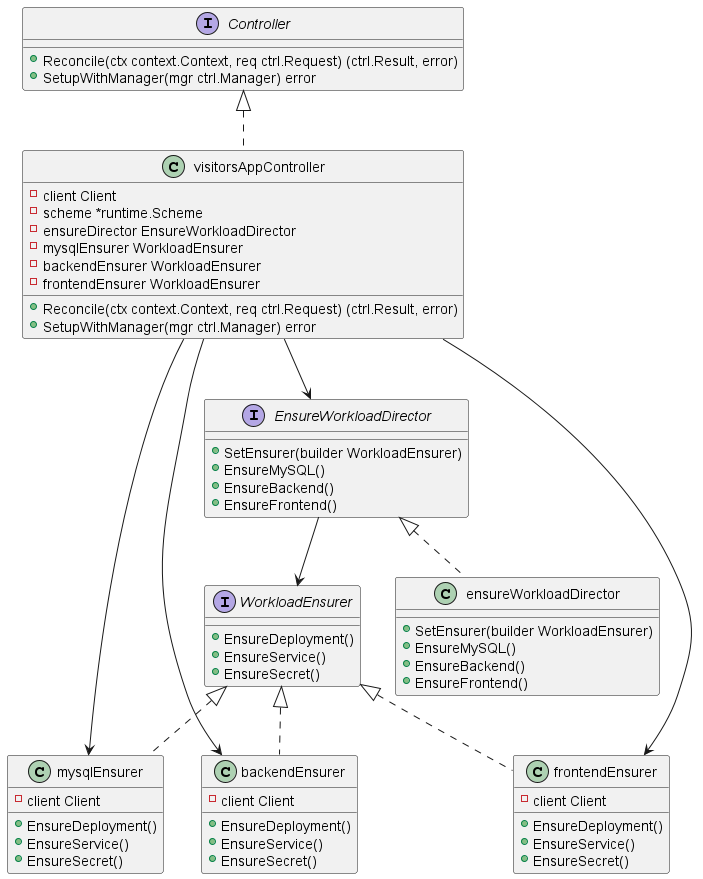 I Controller
Reconcile(ctx context.Context, req ctrl.Request) (ctrl.Result, error)
SetupWithManager(mgr ctrl.Manager) error
C visitorsAppController
client Client
scheme *runtime.Scheme
ensureDirector EnsureWorkloadDirector
mysqlEnsurer WorkloadEnsurer
backendEnsurer WorkloadEnsurer
frontendEnsurer WorkloadEnsurer
Reconcile(ctx context.Context, req ctrl.Request) (ctrl.Result, error)
SetupWithManager(mgr ctrl.Manager) error
I EnsureWorkloadDirector
SetEnsurer(builder WorkloadEnsurer)
EnsureMySQL()
EnsureBackend()
EnsureFrontend()
I WorkloadEnsurer
EnsureDeployment()
EnsureService()
EnsureSecret()
C ensureWorkloadDirector
SetEnsurer(builder WorkloadEnsurer)
EnsureMySQL()
EnsureBackend()
EnsureFrontend()
C mysqlEnsurer
client Client
EnsureDeployment()
EnsureService()
EnsureSecret()
C backendEnsurer
client Client
EnsureDeployment()
EnsureService()
EnsureSecret()
C frontendEnsurer
client Client
EnsureDeployment()
EnsureService()
EnsureSecret()